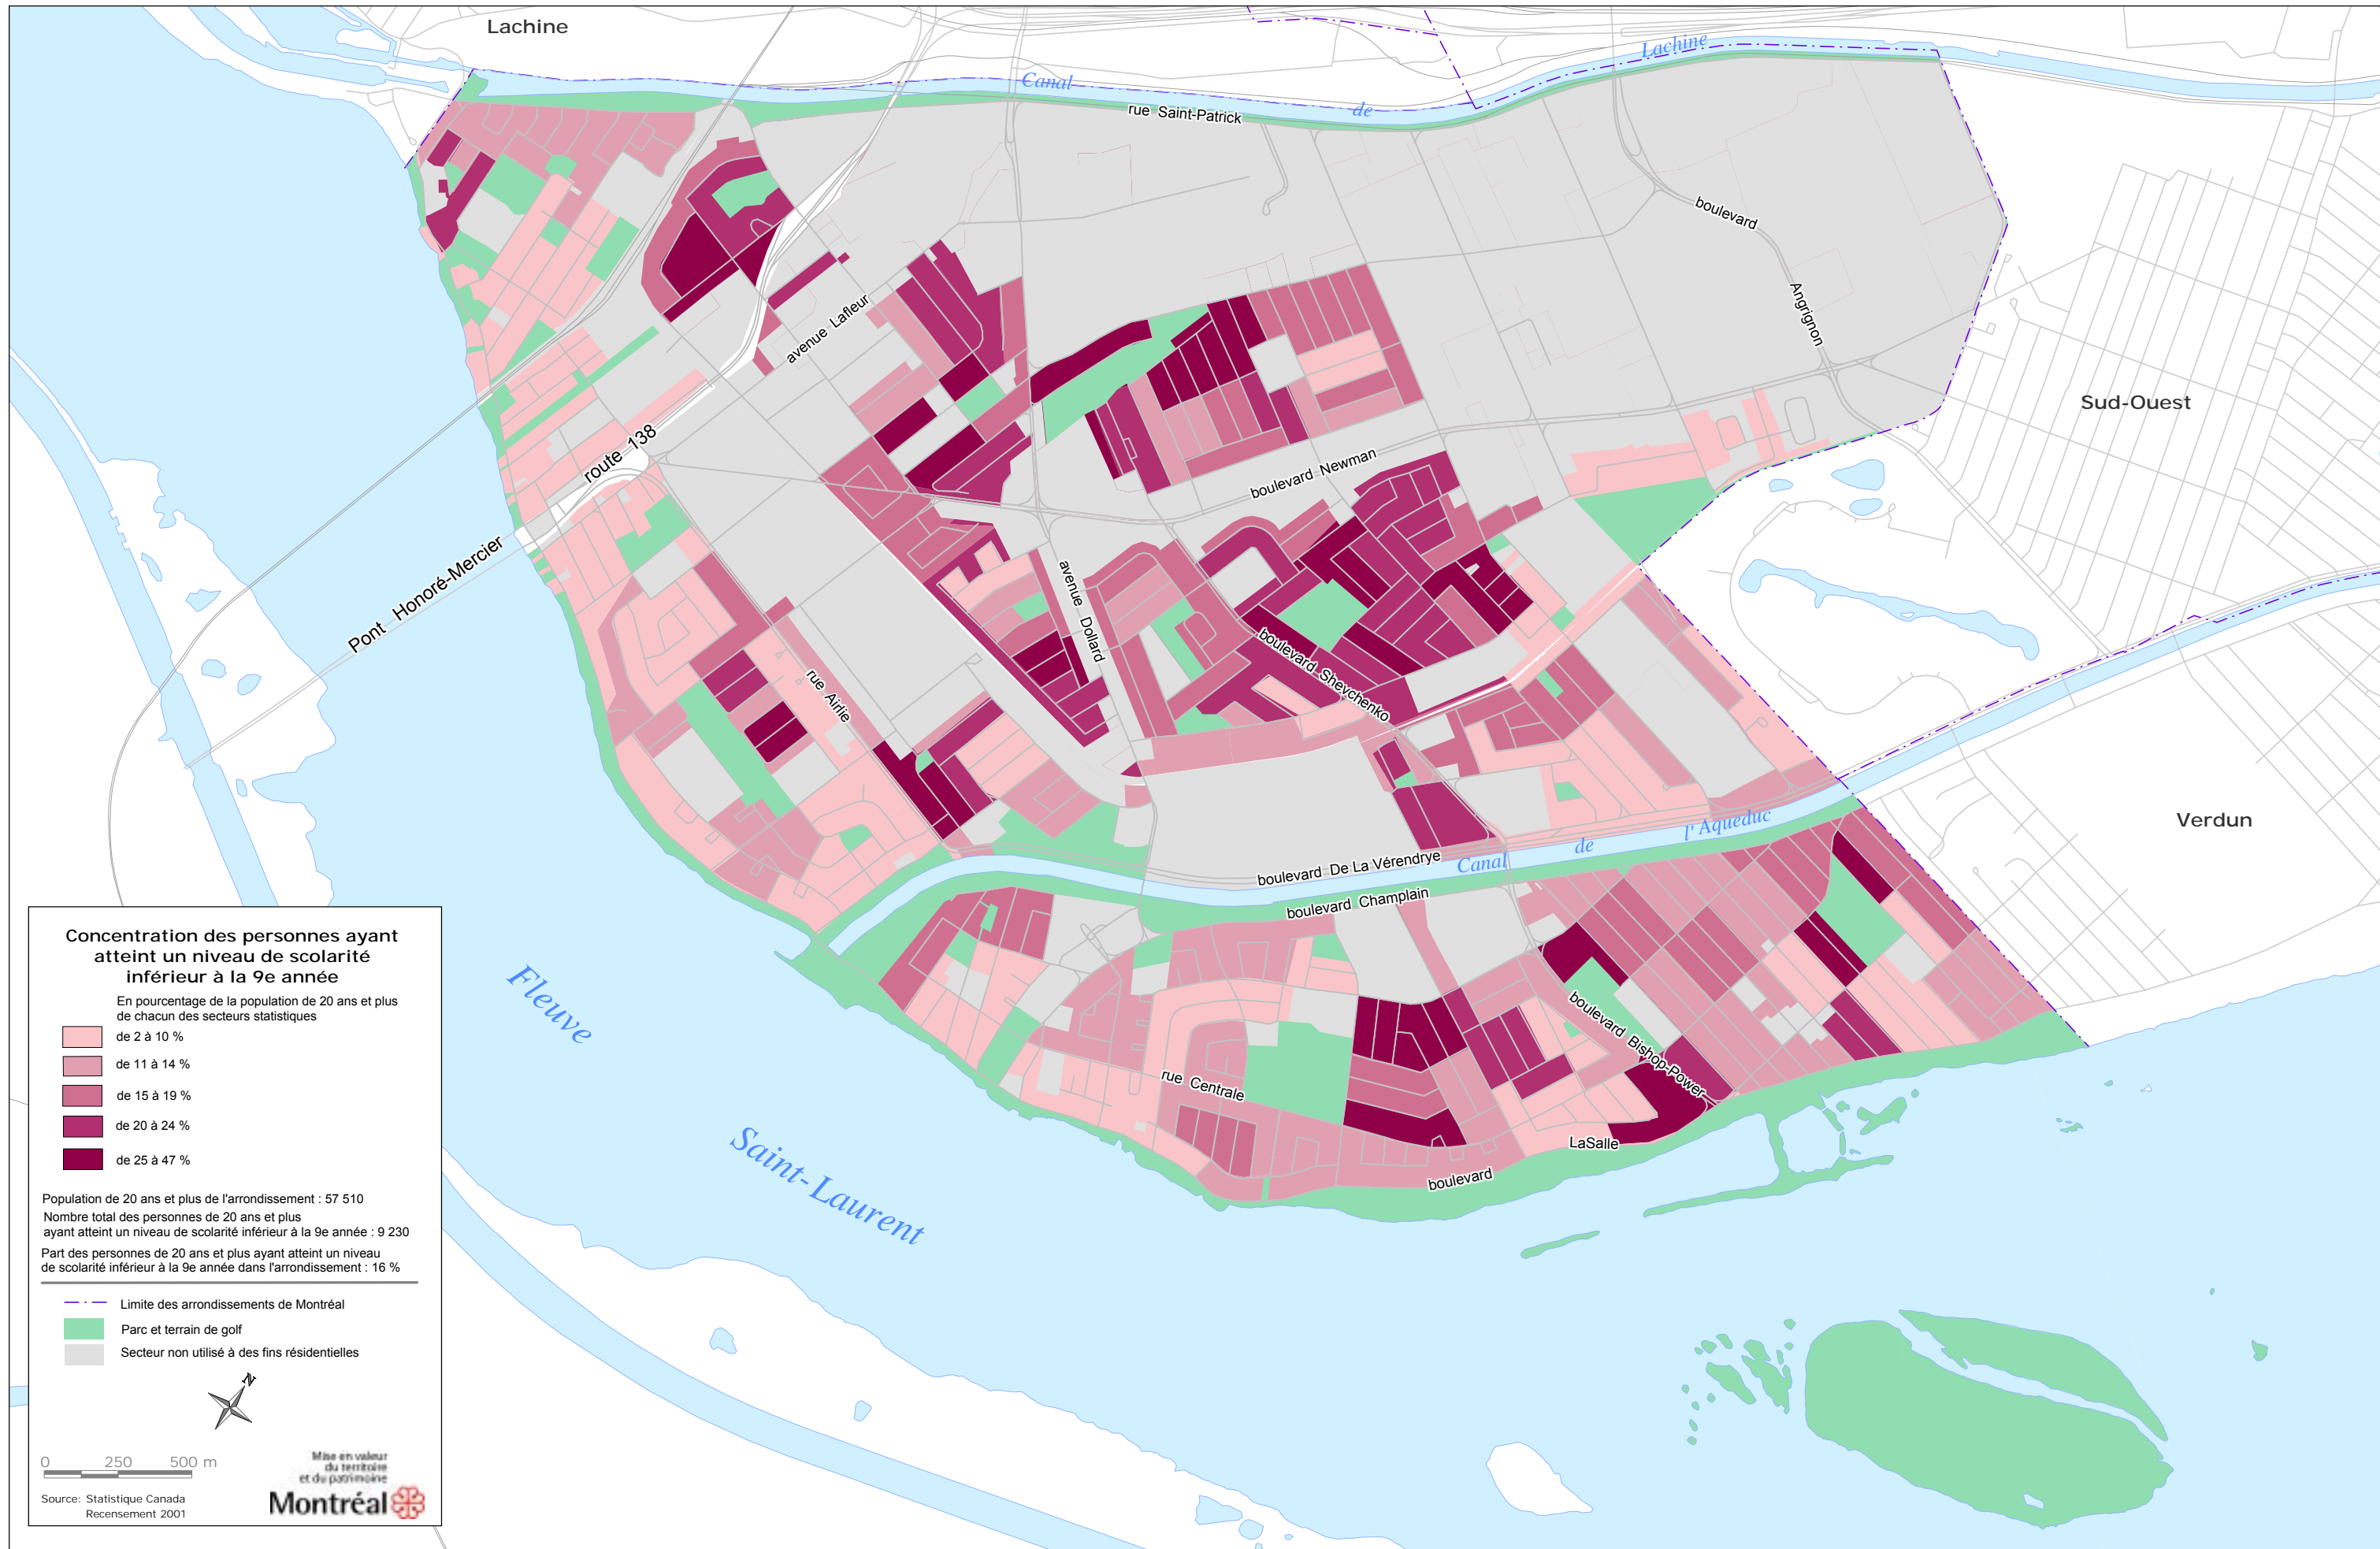 Lachine
Canal
de
Lachine
rue Saint-Patrick
boulevard
Angrignon
avenue Lafleur
Sud-Ouest
route 138
boulevard Newman
Pont Honoré-Mercier
avenue Dollard
boulevard Shevchenko
rue Airlie
Verdun
l'Aqueduc
de
Canal
boulevard De La Vérendrye
boulevard Champlain
boulevard Bishop-Power
rue Centrale
LaSalle
boulevard
Fleuve
Saint-Laurent
Concentration des personnes ayant
atteint un niveau de scolarité
inférieur à la 9e année
En pourcentage de la population de 20 ans et plus
de chacun des secteurs statistiques
de 2 à 10 %
de 11 à 14 %
de 15 à 19 %
de 20 à 24 %
de 25 à 47 %
Population de 20 ans et plus de l'arrondissement : 57 510
Nombre total des personnes de 20 ans et plus
ayant atteint un niveau de scolarité inférieur à la 9e année : 9 230
Part des personnes de 20 ans et plus ayant atteint un niveau
de scolarité inférieur à la 9e année dans l'arrondissement : 16 %
Limite des arrondissements de Montréal
Parc et terrain de golf
Secteur non utilisé à des fins résidentielles
N
0 250 500 m
Mise en valeur
du territoire
et du patrimoine
Montréal
Source: Statistique Canada
Recensement 2001